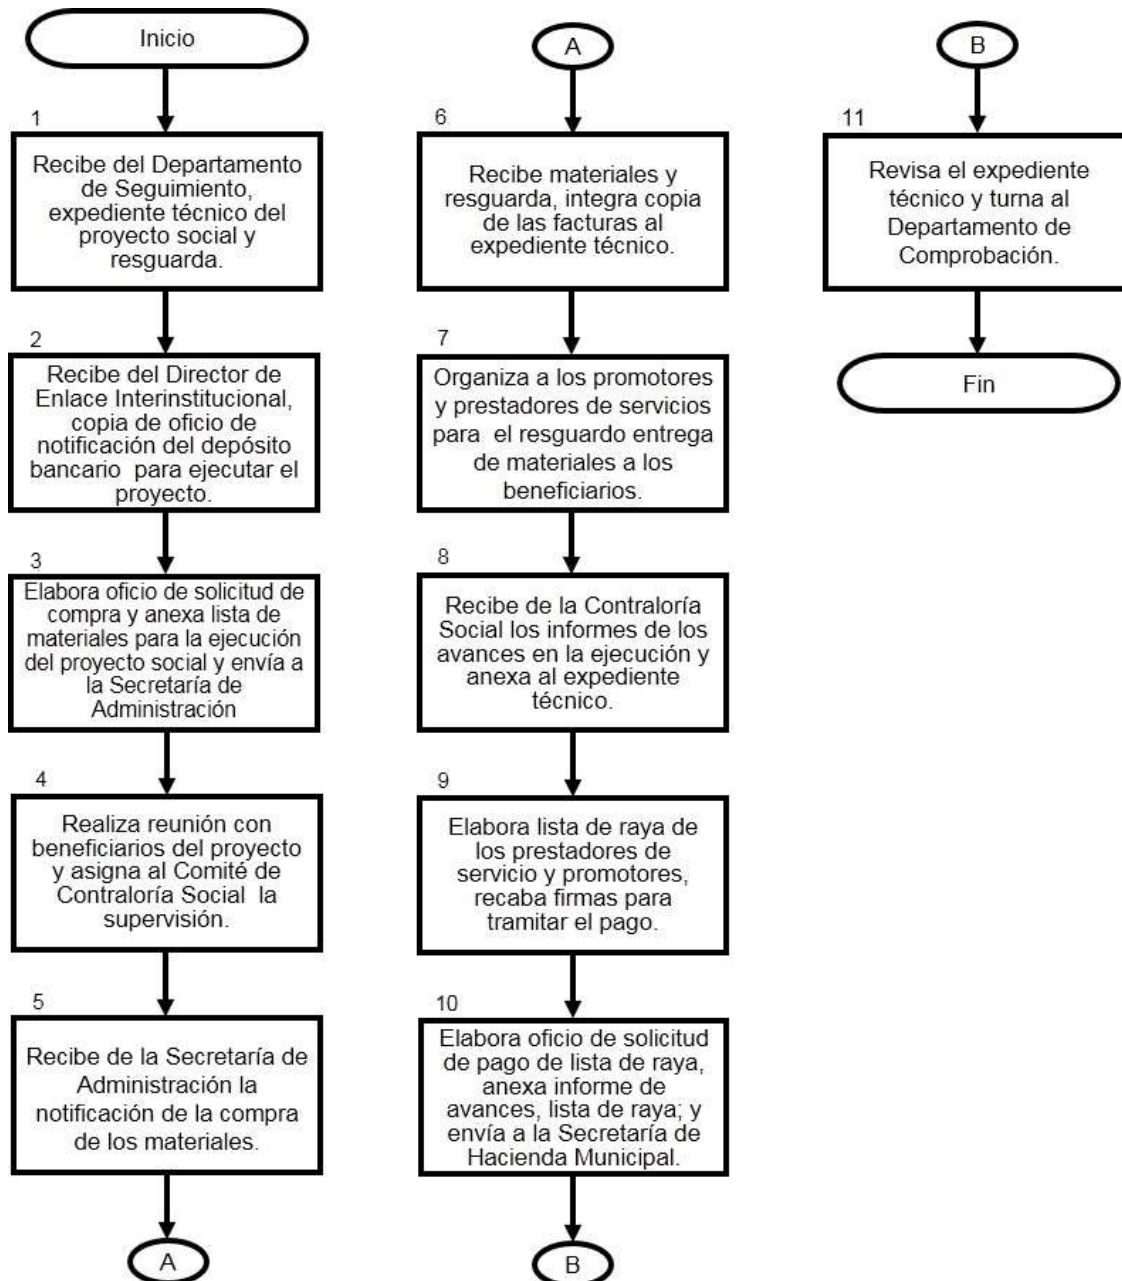 Inicio
1
Recibe del Departamento
de Seguimiento,
expediente técnico del
proyecto social y
resguarda.
2
Recibe del Director de
Enlace Interinstitucional,
copia de oficio de
notificación del depósito
bancario para ejecutar el
proyecto.
3
Elabora oficio de solicitud de
compra y anexa lista de
materiales para la ejecución
del proyecto social y envía a
la Secretaría de
Administración
4
Realiza reunión con
beneficiarios del proyecto
y asigna al Comité de
Contraloría Social la
supervisión.
5
Recibe de la Secretaría de
Administración la
notificación de la compra
de los materiales.
A
A
6
Recibe materiales y
resguarda, integra copia
de las facturas al
expediente técnico.
7
Organiza a los promotores
y prestadores de servicios
para el resguardo entrega
de materiales a los
beneficiarios.
8
Recibe de la Contraloría
Social los informes de los
avances en la ejecución y
anexa al expediente
técnico.
9
Elabora lista de raya de
los prestadores de
servicio y promotores,
recaba firmas para
tramitar el pago.
10
Elabora oficio de solicitud
de pago de lista de raya,
anexa informe de
avances, lista de raya; y
envía a la Secretaría de
Hacienda Municipal.
B
B
11
Revisa el expediente
técnico y turna al
Departamento de
Comprobación.
Fin